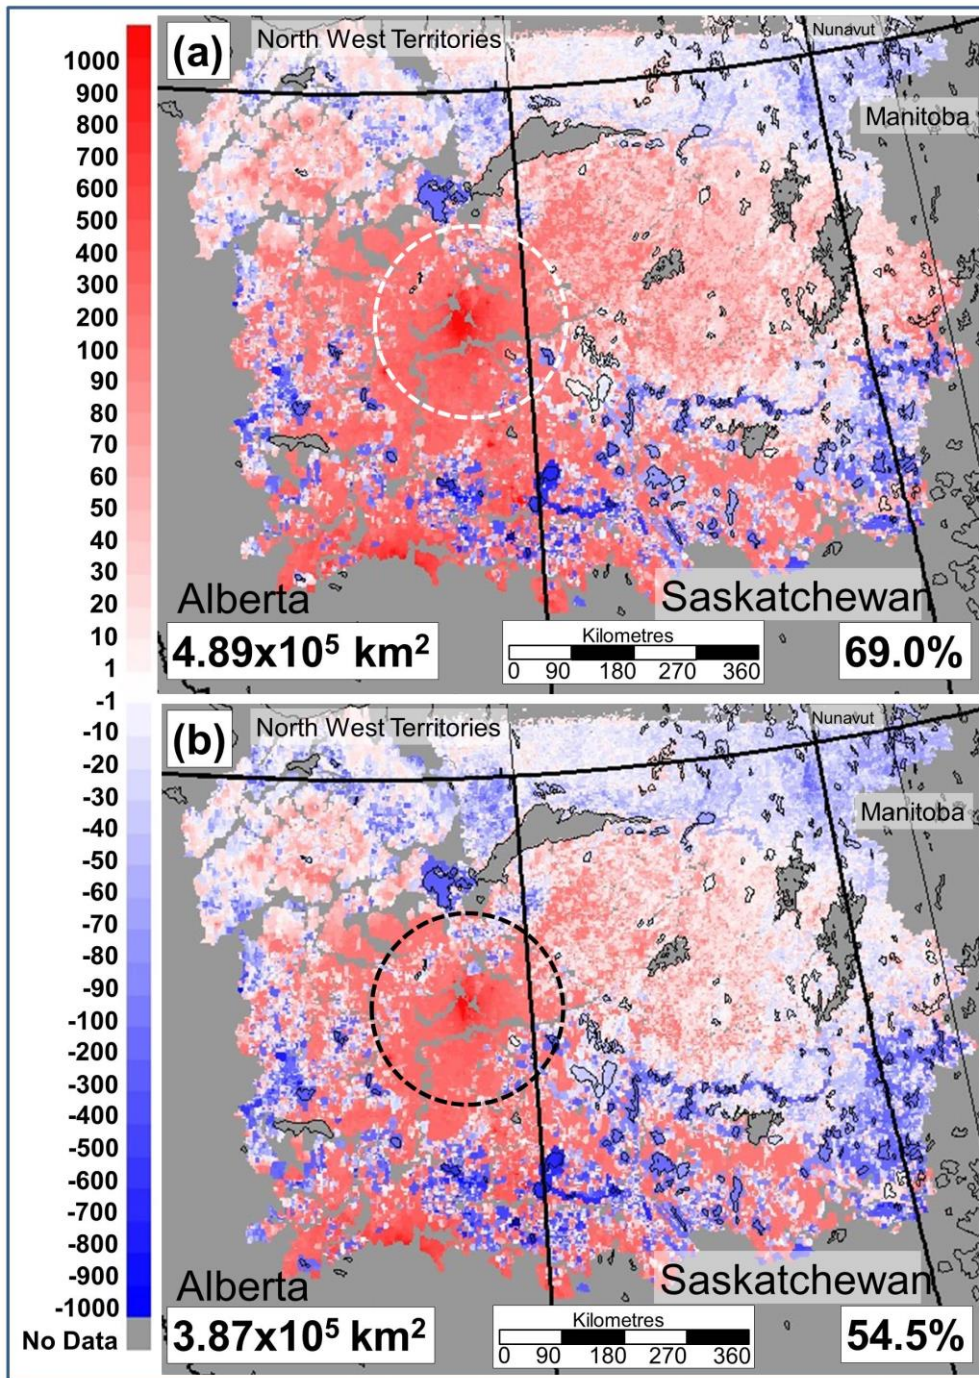 1000
900
800
700
600
500
400
300
200
100
90
80
70
60
50
40
30
20
10
1
-1
-10
-20
-30
-40
-50
-60
-70
-80
-90
-100
-200
-300
-400
-500
-600
-700
-800
-900
-1000
No Data
(a)
North West Territories
Nunavut
Manitoba
Alberta
Saskatchewan
4.89x10⁵ km²
Kilometres
0 90 180 270 360
69.0%
(b)
North West Territories
Nunavut
Manitoba
Alberta
Saskatchewan
3.87x10⁵ km²
Kilometres
0 90 180 270 360
54.5%